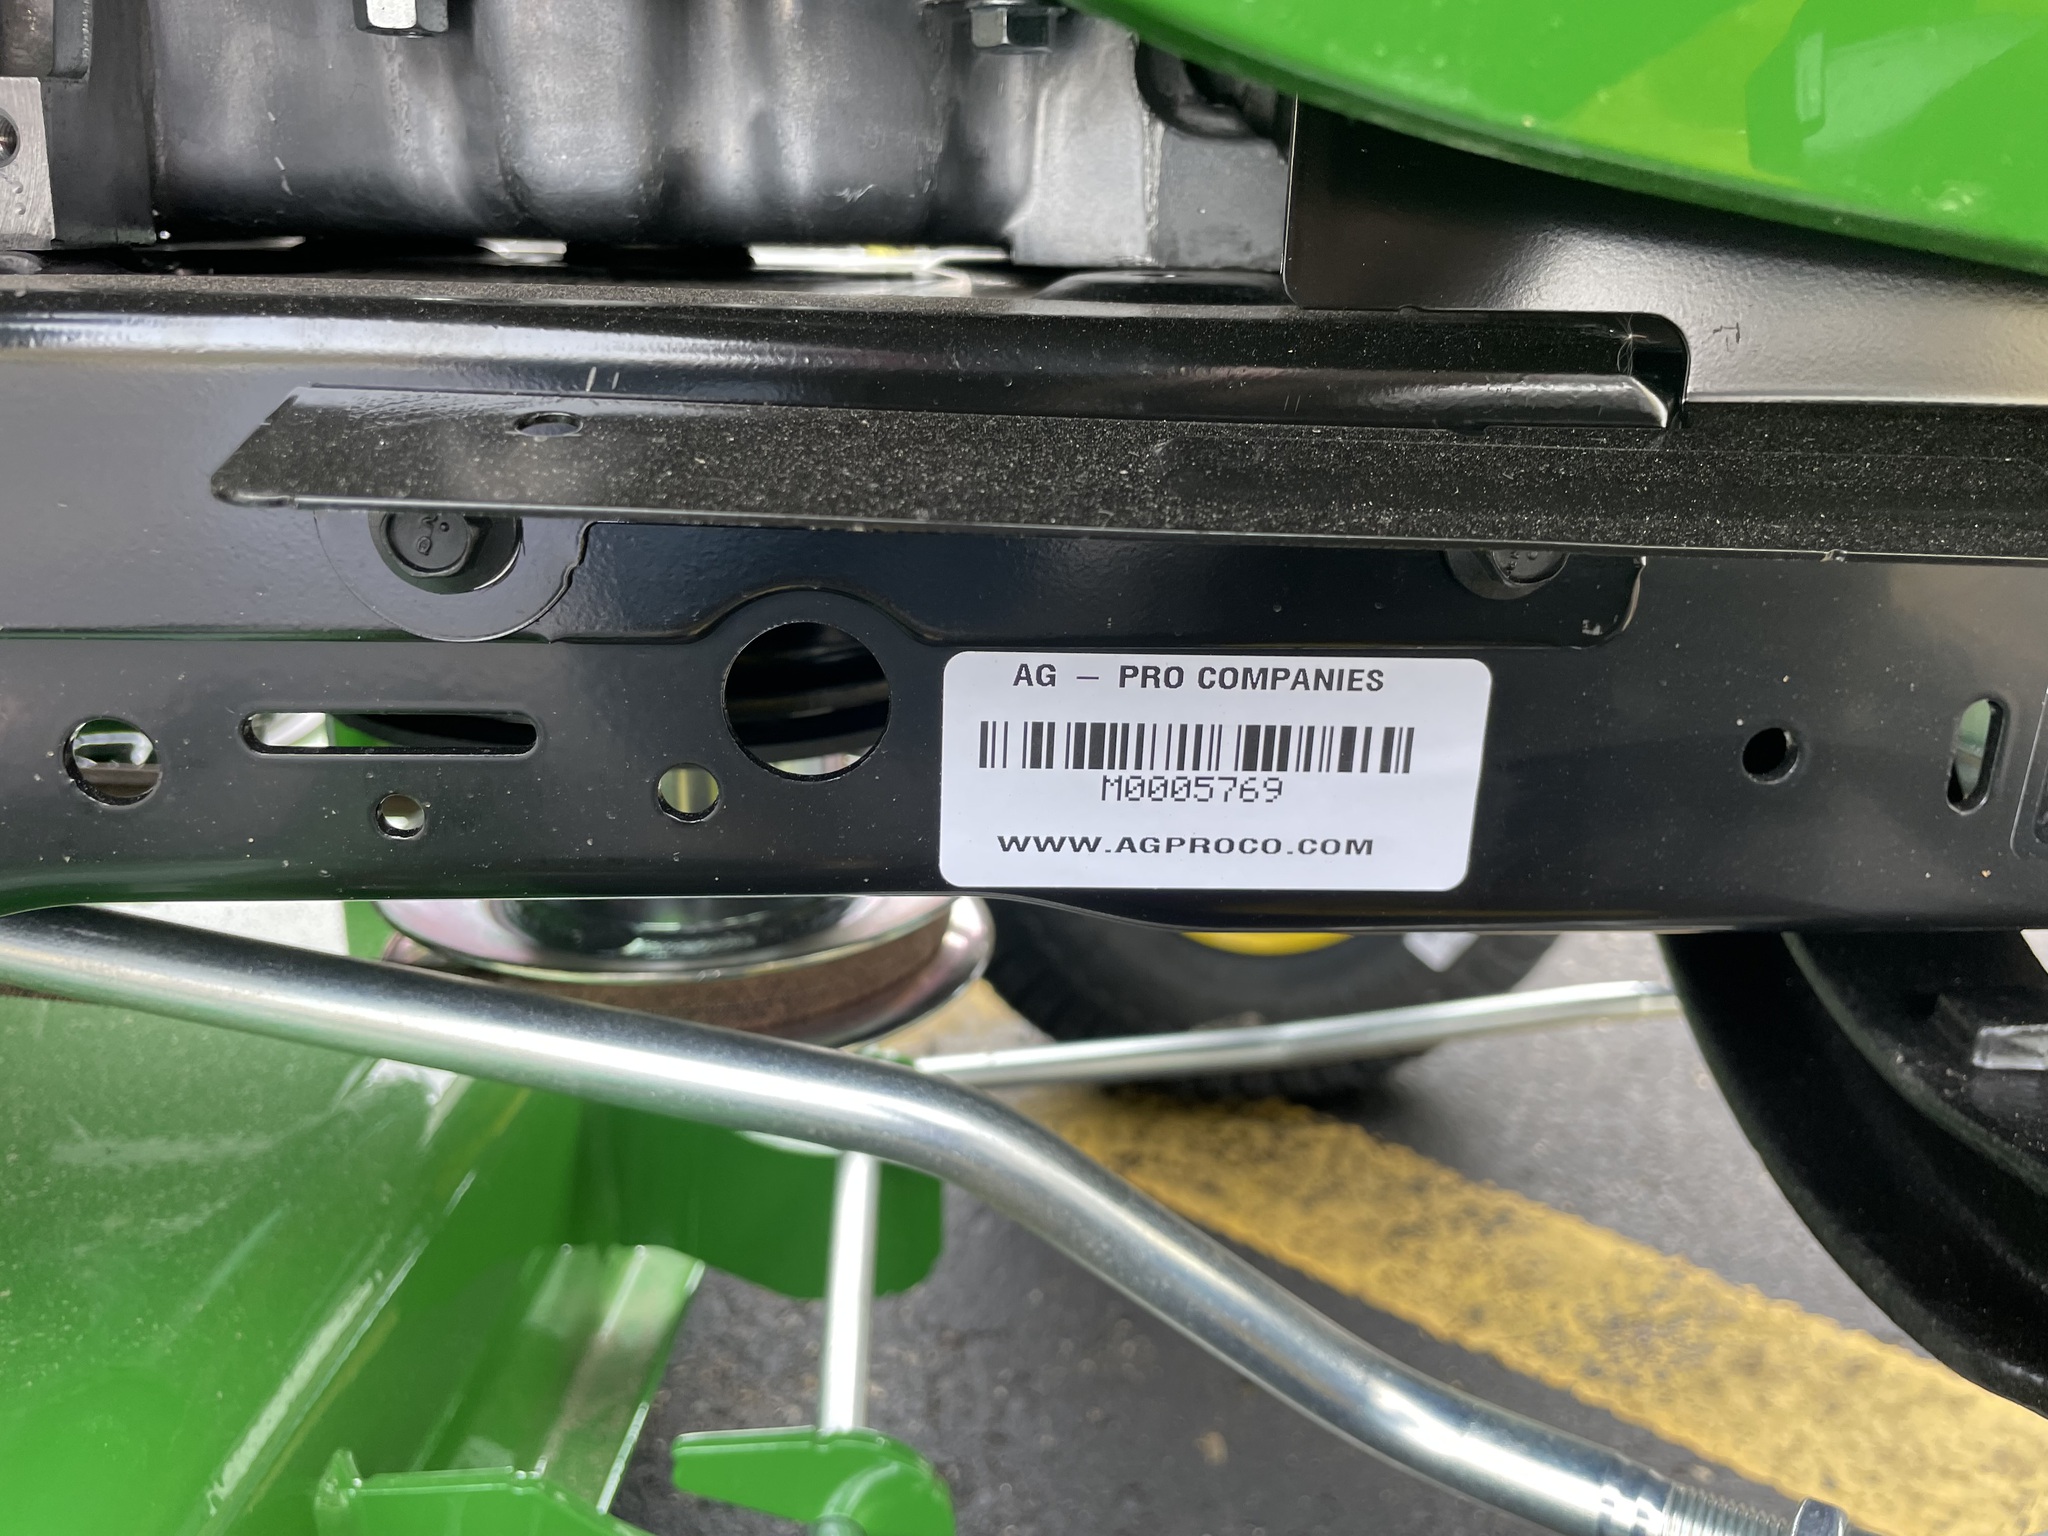 AG – PRO COMPANIES
M0005769
WWW.AGPROCO.COM